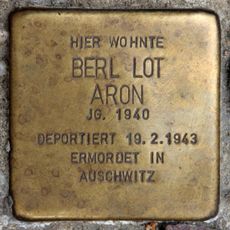 HIER WOHNTE
BERL LOT
ARON
JG. 1940
DEPORTIERT 19.2.1943
ERMORDET IN
AUSCHWITZ